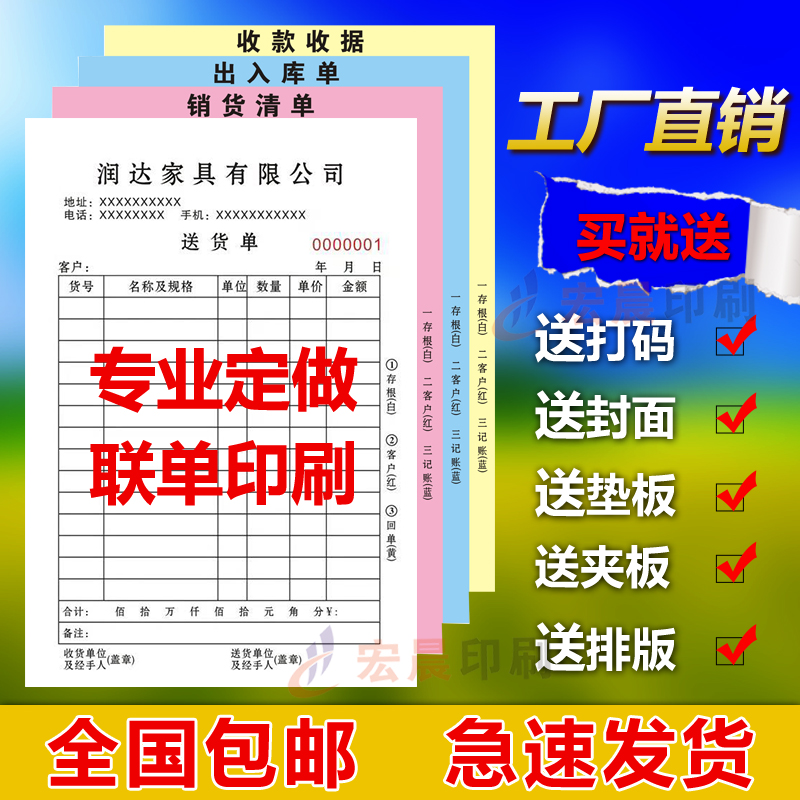 收款收据
出入库单
销货清单
润达家具有限公司
地址：XXXXXXXXXX
电话：XXXXXXXX 手机：XXXXXXXXXXX
送货单 0000001
客户： 年 月 日
货号 名称及规格 单位 数量 单价 金额
专业定做
联单印刷
合计： 佰 拾 万 仟 佰 拾 元 角 分￥：
备注：
收货单位及经手人(盖章) 送货单位及经手人(盖章)
①存根(白) ②客户(红) ③回单(黄)
一存根(白) 二客户(红) 三记账(蓝)
一存根(白) 二客户(红) 三记账(蓝)
一存根(白) 二客户(红) 三记账(蓝)
工厂直销
买就送
宏晨印刷
送打码
送封面
送垫板
送夹板
送排版
宏晨印刷
全国包邮 急速发货